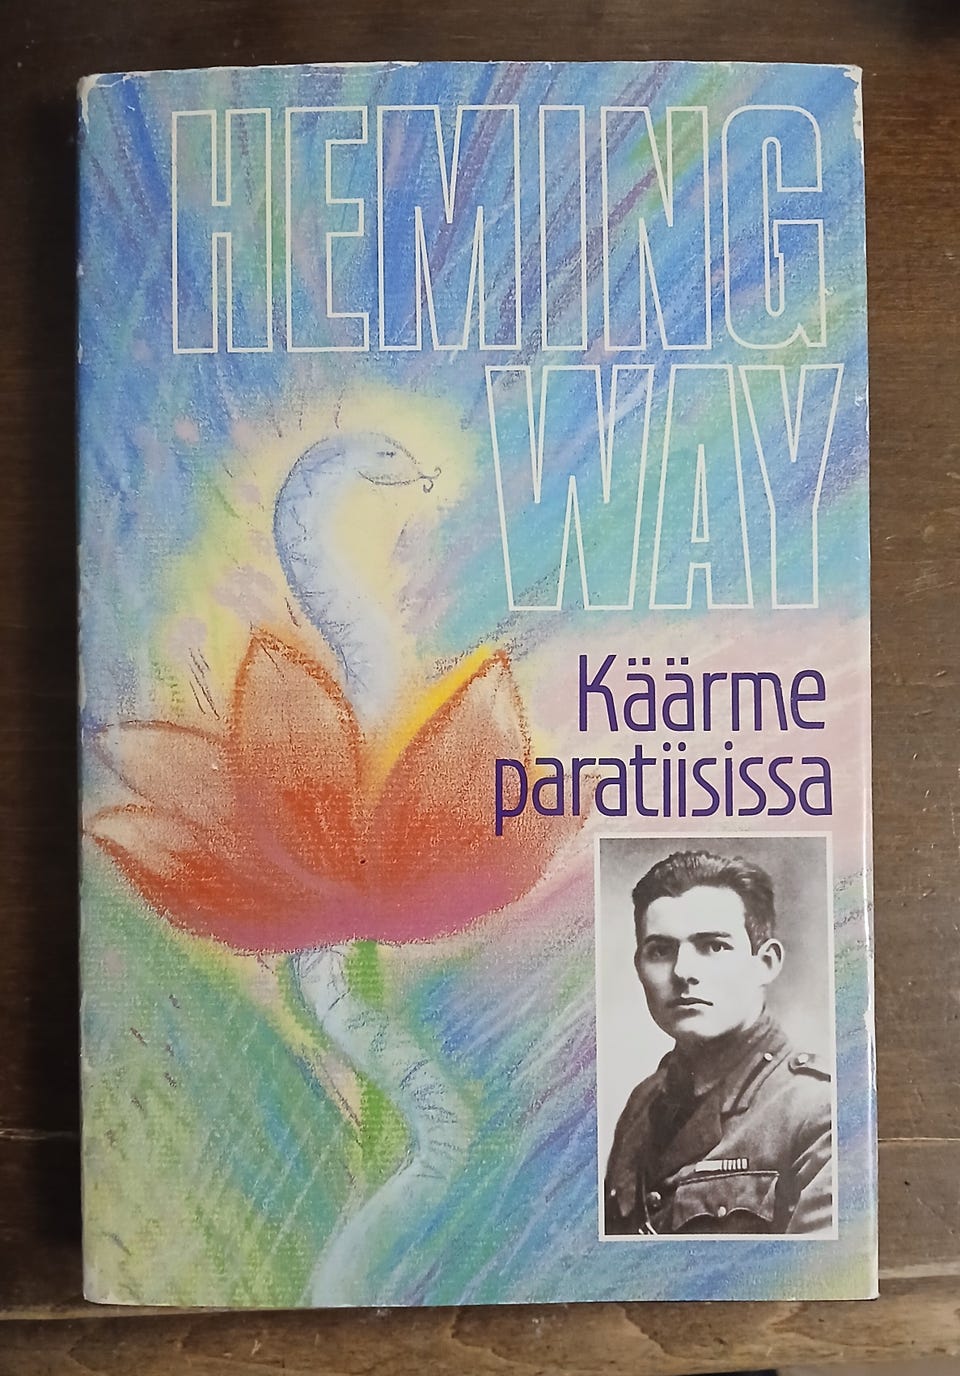 HEMING
WAY
Käärme
paratiisissa